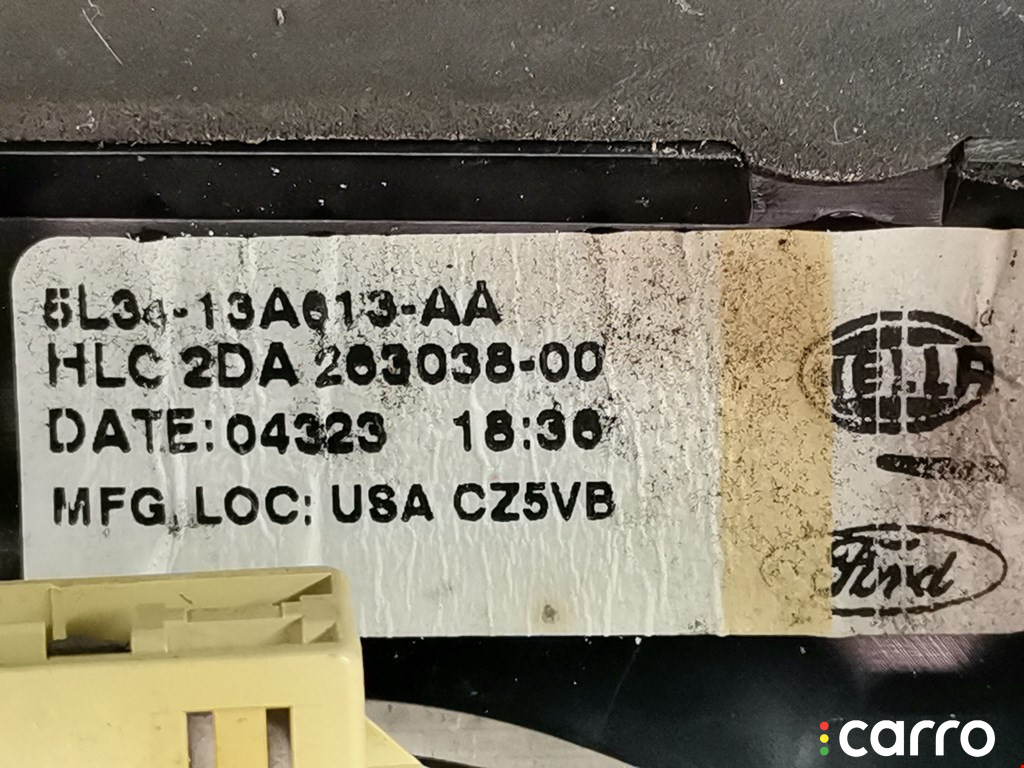 5L34-13A613-AA
HLC 2DA 263038-00
DATE: 04323 18:36
MFG. LOC: USA CZ5VB
HELLA
Ford
carro